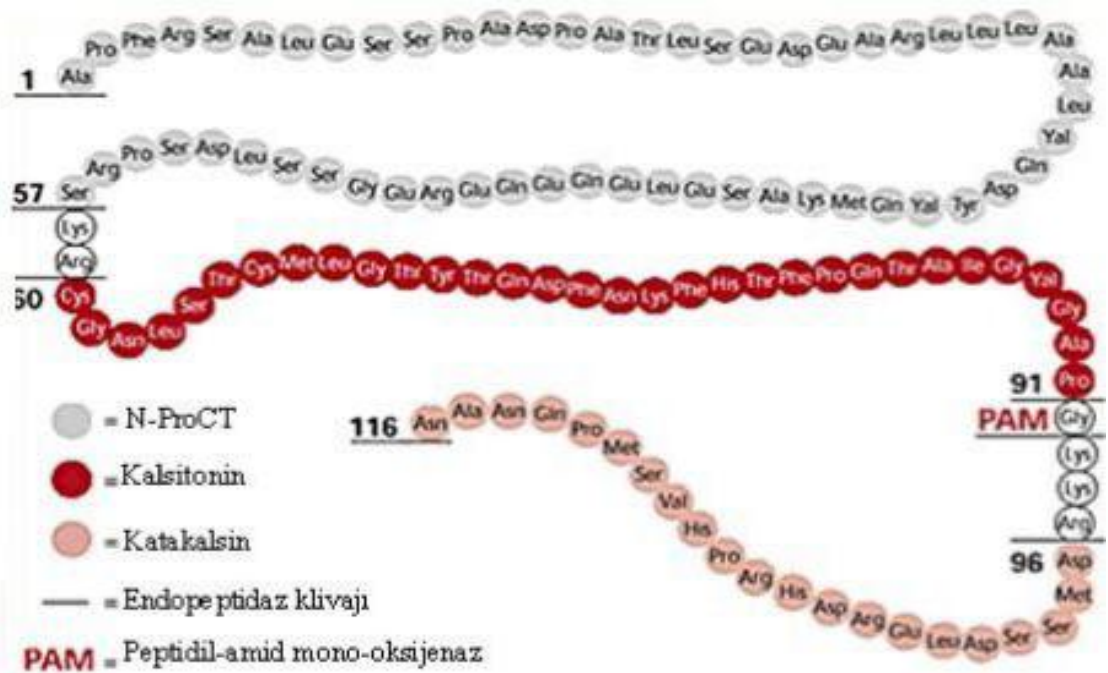 1
Ala Pro Phe Arg Ser Ala Leu Glu Ser Ser Pro Ala Asp Pro Ala Thr Leu Ser Glu Asp Glu Ala Arg Leu Leu Leu Ala
Ala
Leu
Yal
Gln
Ser Arg Pro Ser Asp Leu Ser Ser Gly Glu Arg Glu Gln Glu Gln Glu Leu Glu Ser Ala Lys Met Gln Yal Tyr Asp
57
Lys
Arg
60
Cys Gly Asn Leu Ser Thr Cys Met Leu Gly Thr Tyr Thr Gln Asp Phe Asn Lys Phe His Thr Phe Pro Gln Thr Ala Ile Gly Yal
Gly
Ala
91 Pro
PAM Gly
Lys
Lys
Arg
96 Asp
Met
116 Asn Ala Asn Gln Pro Met Ser Val His Pro Arg His Asp Arg Glu Leu Asp Ser Ser
= N-ProCT
= Kalsitonin
= Katakalsin
= Endopeptidaz klivaji
PAM = Peptidil-amid mono-oksijenaz